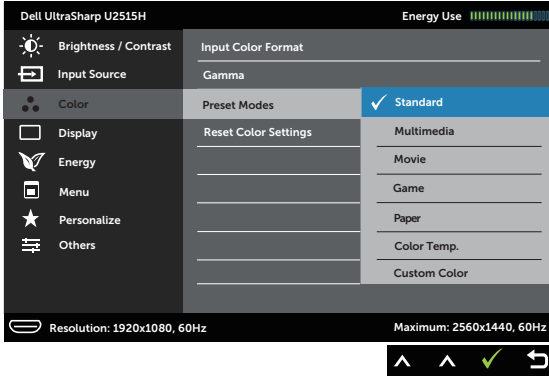 Dell UltraSharp U2515H
Energy Use
Brightness / Contrast
Input Source
Color
Display
Energy
Menu
Personalize
Others
Input Color Format
Gamma
Preset Modes
Reset Color Settings
Standard
Multimedia
Movie
Game
Paper
Color Temp.
Custom Color
Resolution: 1920x1080, 60Hz
Maximum: 2560x1440, 60Hz